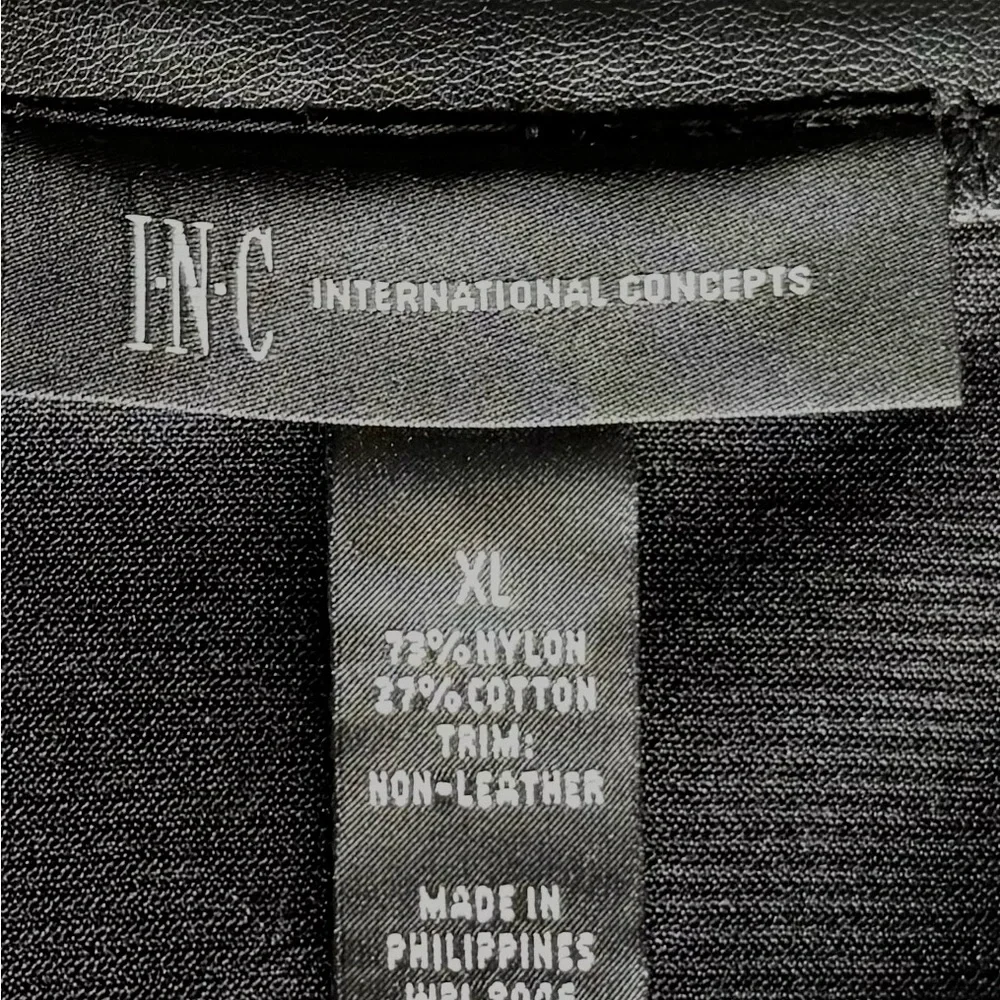 I·N·C INTERNATIONAL CONCEPTS
XL
73% NYLON
27% COTTON
TRIM:
NON-LEATHER
MADE IN
PHILIPPINES